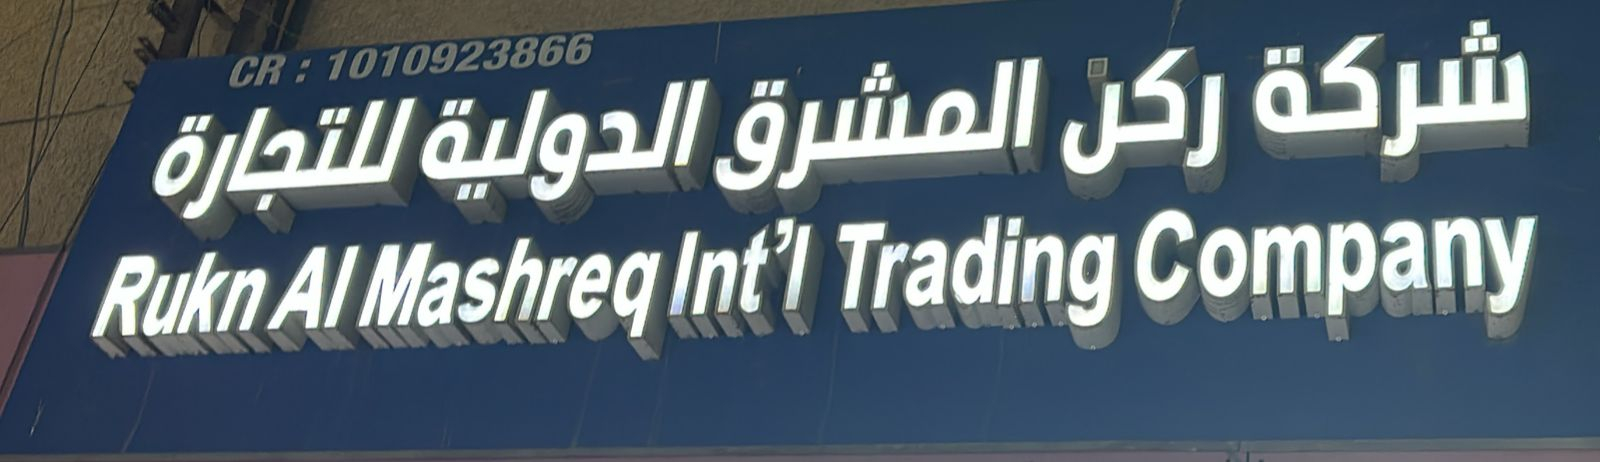 CR : 1010923866
شركة ركن المشرق الدولية للتجارة
Rukn Al Mashreq Int'l Trading Company